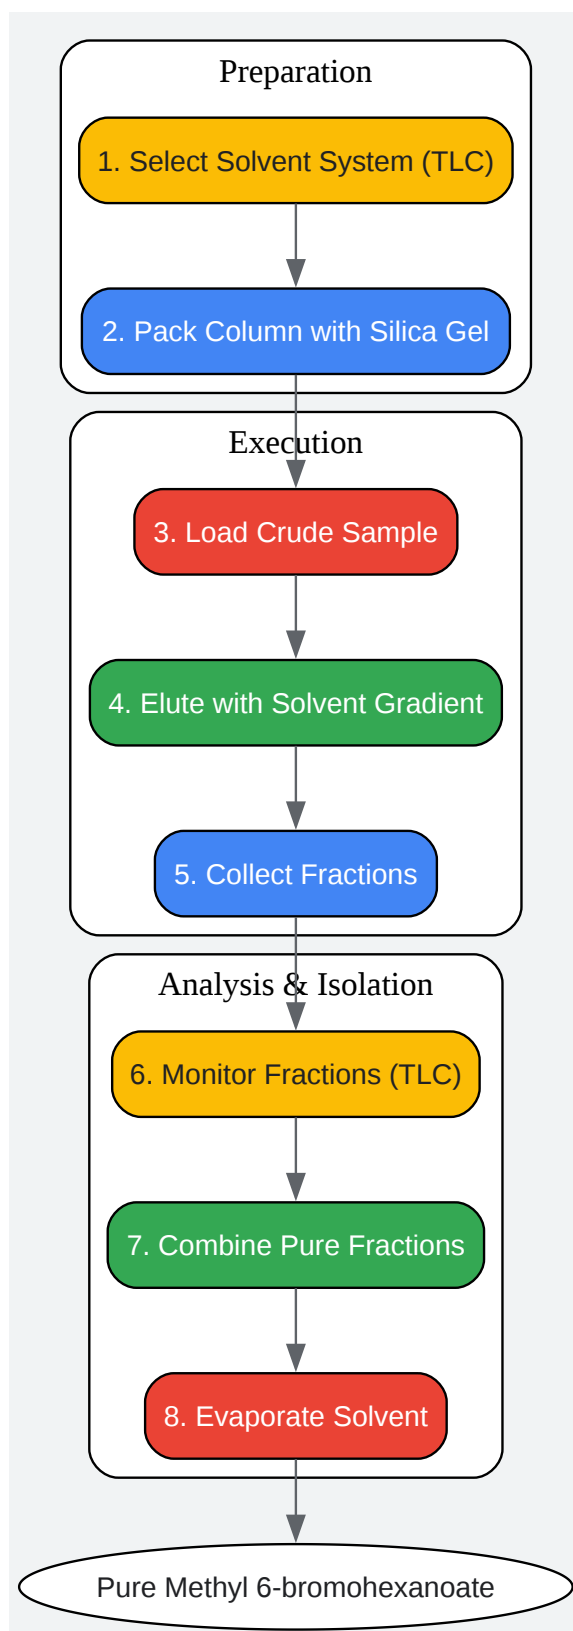 Preparation
1. Select Solvent System (TLC)
2. Pack Column with Silica Gel
Execution
3. Load Crude Sample
4. Elute with Solvent Gradient
5. Collect Fractions
Analysis & Isolation
6. Monitor Fractions (TLC)
7. Combine Pure Fractions
8. Evaporate Solvent
Pure Methyl 6-bromohexanoate